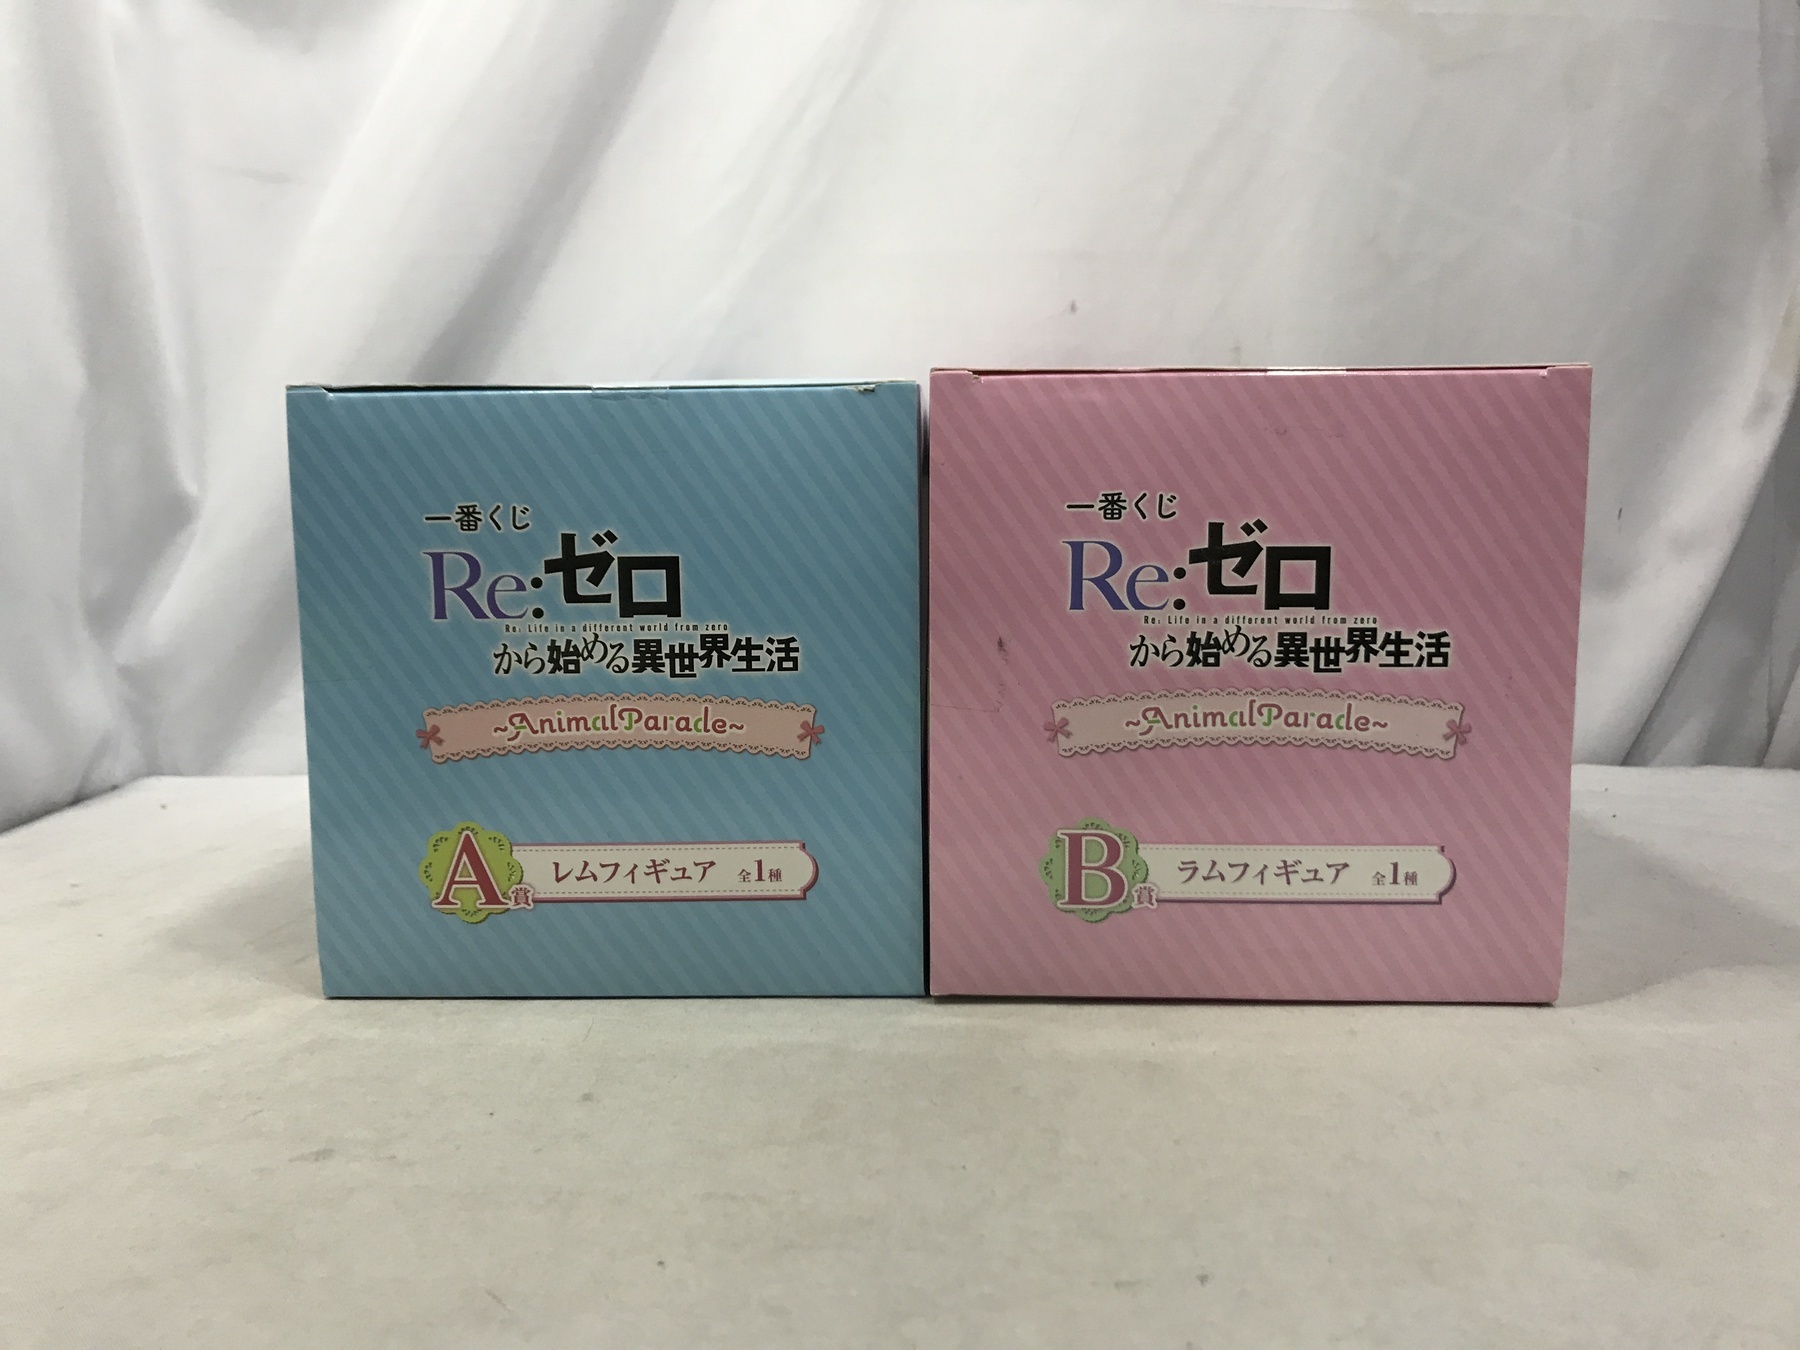 一番くじ
Re:ゼロ
Re: Life in a different world from zero
から始める異世界生活
~AnimalParade~
A賞 レムフィギュア 全1種
一番くじ
Re:ゼロ
Re: Life in a different world from zero
から始める異世界生活
~AnimalParade~
B賞 ラムフィギュア 全1種